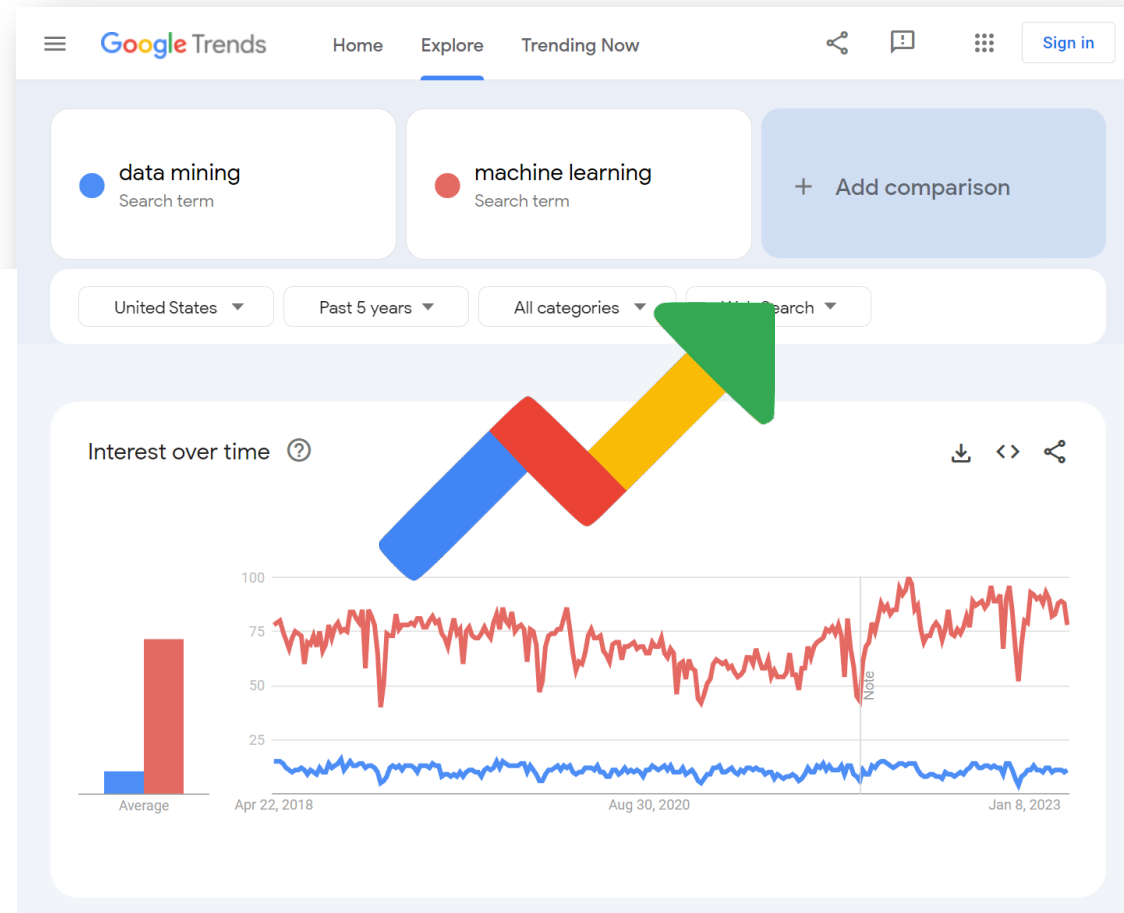 Google Trends
Home
Explore
Trending Now
Sign in
data mining
Search term
machine learning
Search term
+ Add comparison
United States
Past 5 years
All categories
Interest over time
100
75
50
25
Note
Average
Apr 22, 2018
Aug 30, 2020
Jan 8, 2023